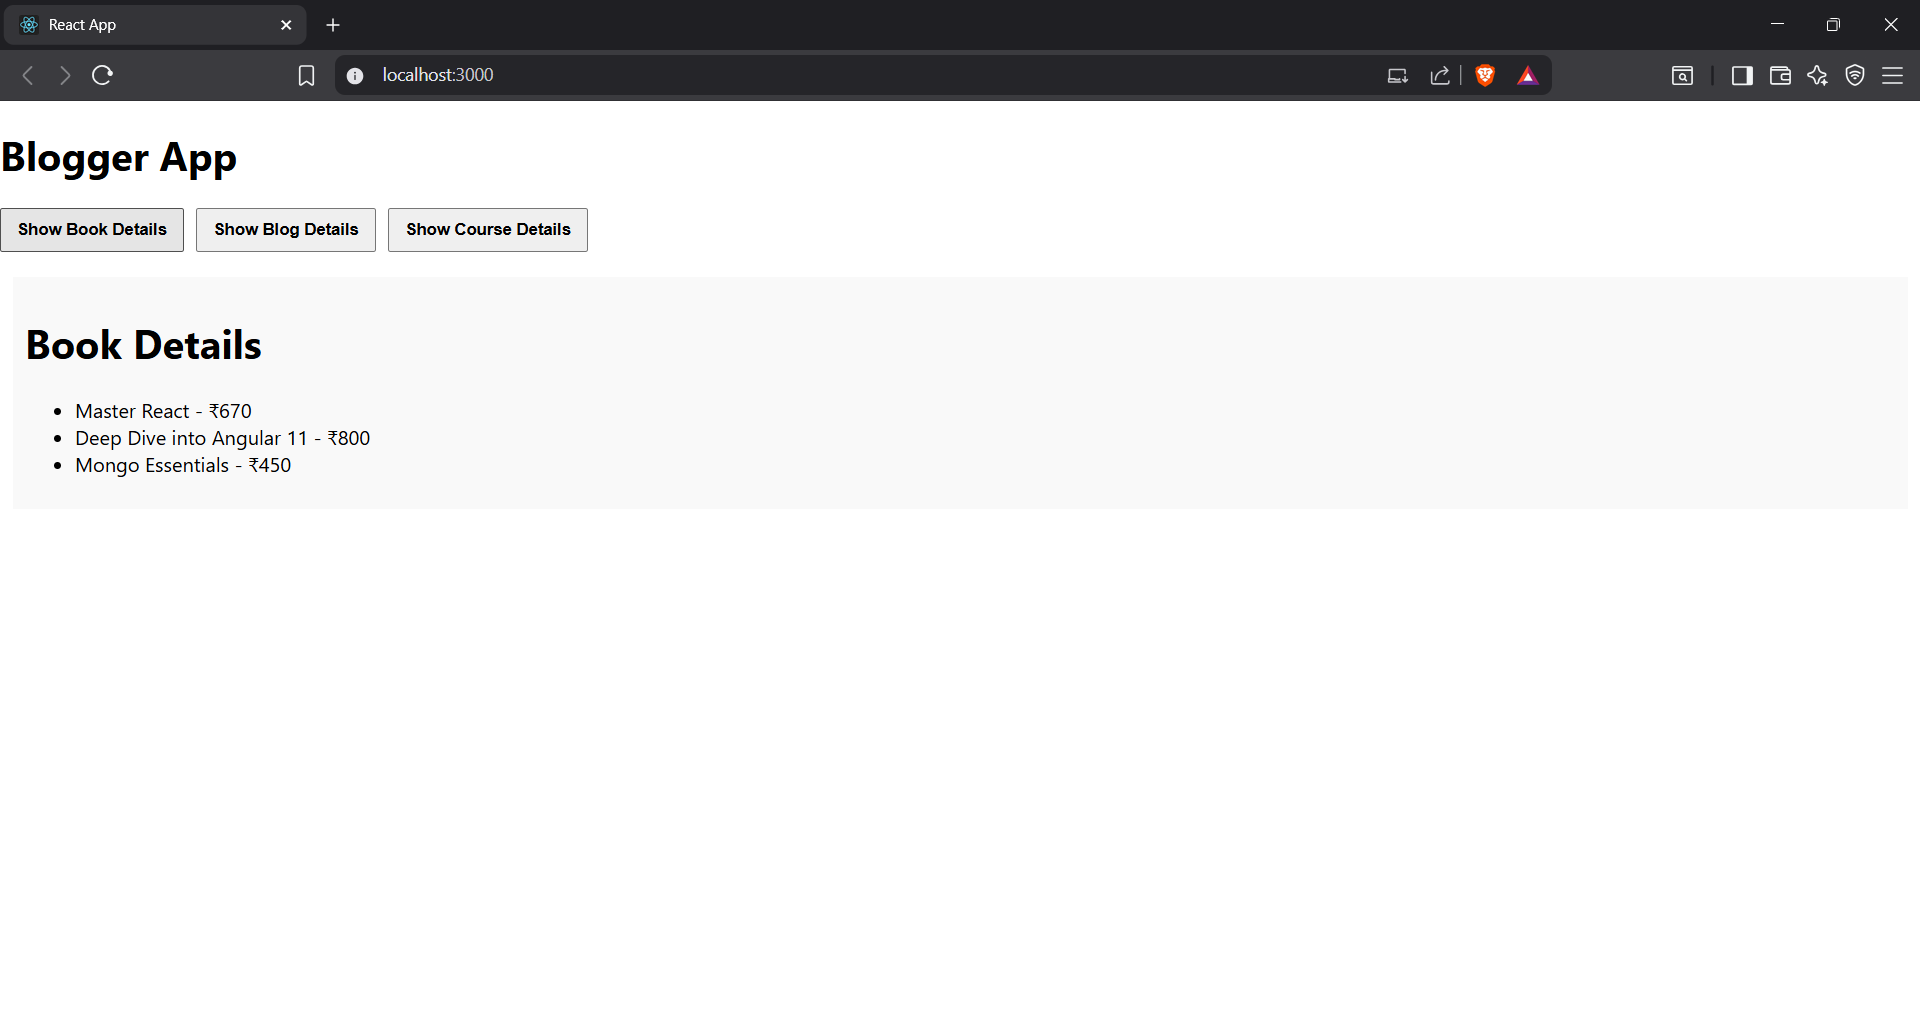 React App
localhost:3000
Blogger App
Show Book Details Show Blog Details Show Course Details
Book Details
Master React - ₹670
Deep Dive into Angular 11 - ₹800
Mongo Essentials - ₹450